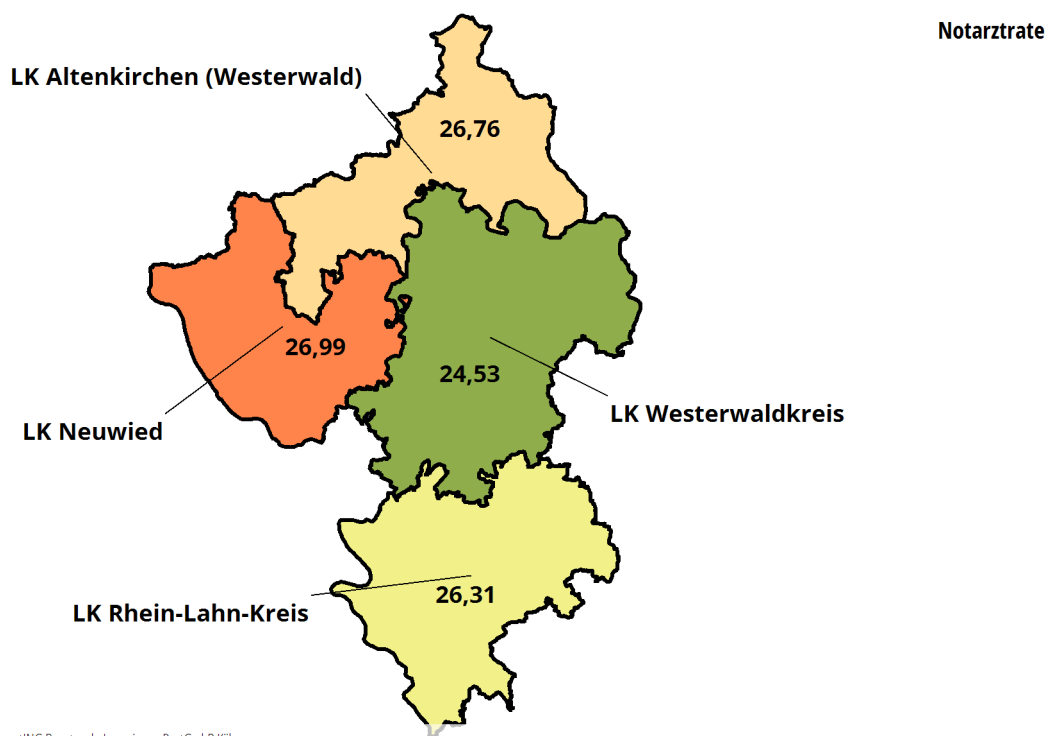 Notarztrate
LK Altenkirchen (Westerwald)
26,76
26,99
24,53
LK Westerwaldkreis
LK Neuwied
26,31
LK Rhein-Lahn-Kreis